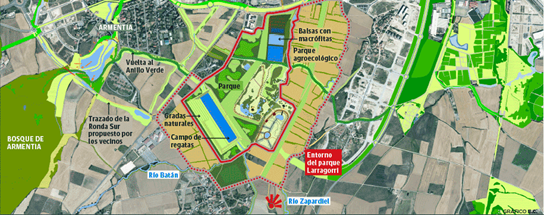 ARMENTIA
Balsas con
macrófitas
Parque
agroecológico
Vuelta al
Anillo Verde
Parque
Trazado de la
Ronda Sur
propuesto por
los vecinos
Gradas
naturales
Campo de
regatas
BOSQUE DE
ARMENTIA
Entorno
del parque
Larragorri
Río Batán
Río Zapardiel
GRÁFICO E.C.